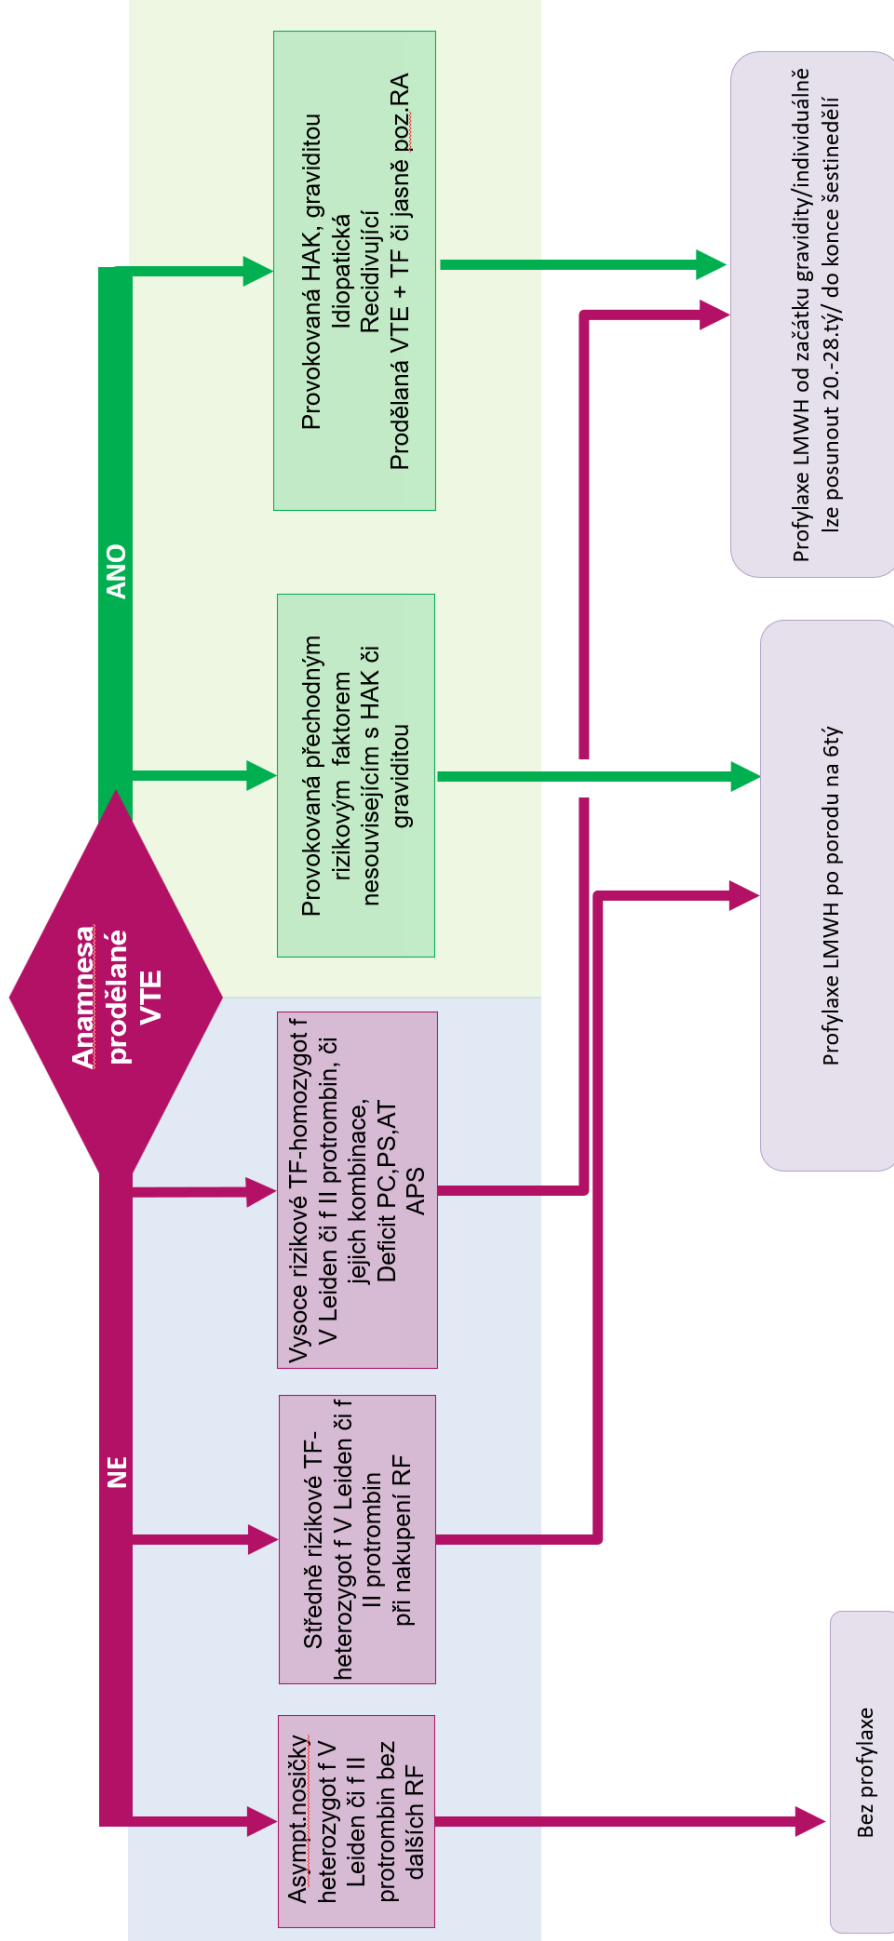 Anamnesa
prodělané
VTE
NE
ANO
Asympt.nosičky
heterozygot f V
Leiden či f II
protrombin bez
dalších RF
Středně rizikové TF-
heterozygot f V Leiden či f
II protrombin
při nakupení RF
Vysoce rizikové TF-homozygot f
V Leiden či f II protrombin, či
jejich kombinace,
Deficit PC,PS,AT
APS
Provokovaná přechodným
rizikovým faktorem
nesouvisejícím s HAK či
graviditou
Provokovaná HAK, graviditou
Idiopatická
Recidivující
Prodělaná VTE + TF či jasně poz.RA
Bez profylaxe
Profylaxe LMWH po porodu na 6tý
Profylaxe LMWH od začátku gravidity/individuálně
lze posunout 20.-28.tý/ do konce šestinedělí